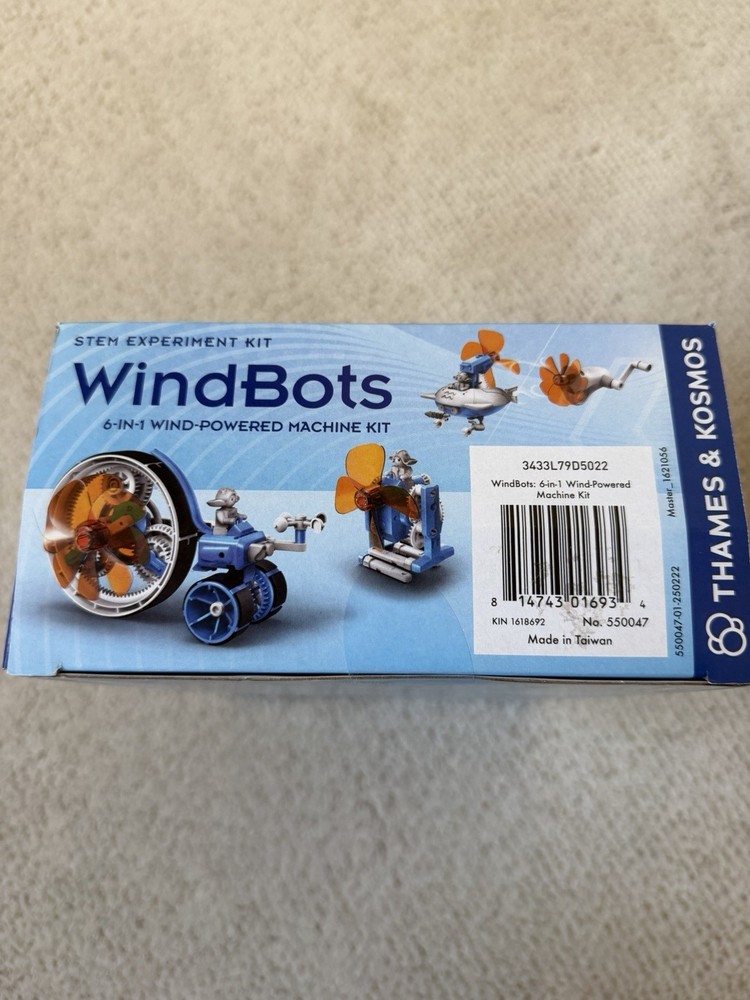 STEM EXPERIMENT KIT
WindBots
6-IN-1 WIND-POWERED MACHINE KIT
3433L79D5022
WindBots: 6-in-1 Wind-Powered
Machine Kit
8 14743 01693 4
KIN 1618692 No. 550047
Made in Taiwan
Master_1621056
550047-01-250222
THAMES & KOSMOS